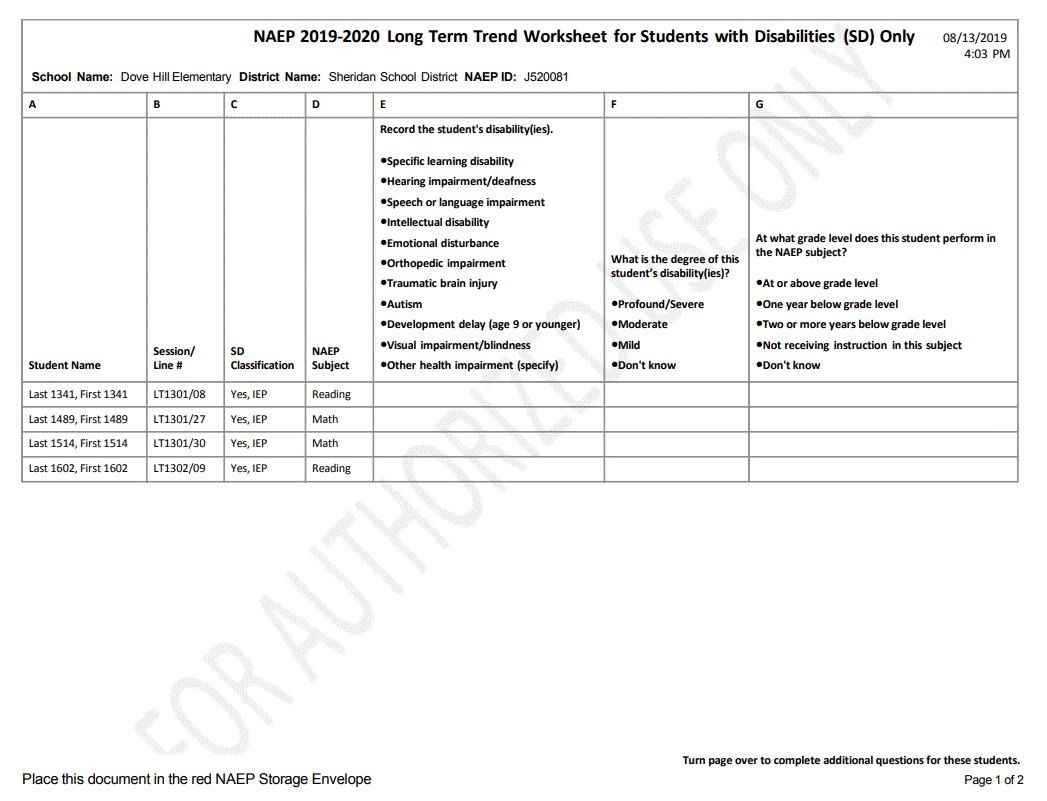 NAEP 2019-2020 Long Term Trend Worksheet for Students with Disabilities (SD) Only
08/13/2019
4:03 PM
School Name: Dove Hill Elementary District Name: Sheridan School District NAEP ID: J520081
A B C D E F G
Record the student's disability(ies).
•Specific learning disability
•Hearing impairment/deafness
•Speech or language impairment
•Intellectual disability
•Emotional disturbance
•Orthopedic impairment
•Traumatic brain injury
•Autism
•Development delay (age 9 or younger)
•Visual impairment/blindness
•Other health impairment (specify)
What is the degree of this
student's disability(ies)?
•Profound/Severe
•Moderate
•Mild
•Don't know
At what grade level does this student perform in
the NAEP subject?
•At or above grade level
•One year below grade level
•Two or more years below grade level
•Not receiving instruction in this subject
•Don't know
Student Name
Session/
Line #
SD
Classification
NAEP
Subject
Last 1341, First 1341 LT1301/08 Yes, IEP Reading
Last 1489, First 1489 LT1301/27 Yes, IEP Math
Last 1514, First 1514 LT1301/30 Yes, IEP Math
Last 1602, First 1602 LT1302/09 Yes, IEP Reading
FOR AUTHORIZED USE ONLY
Turn page over to complete additional questions for these students.
Place this document in the red NAEP Storage Envelope
Page 1 of 2